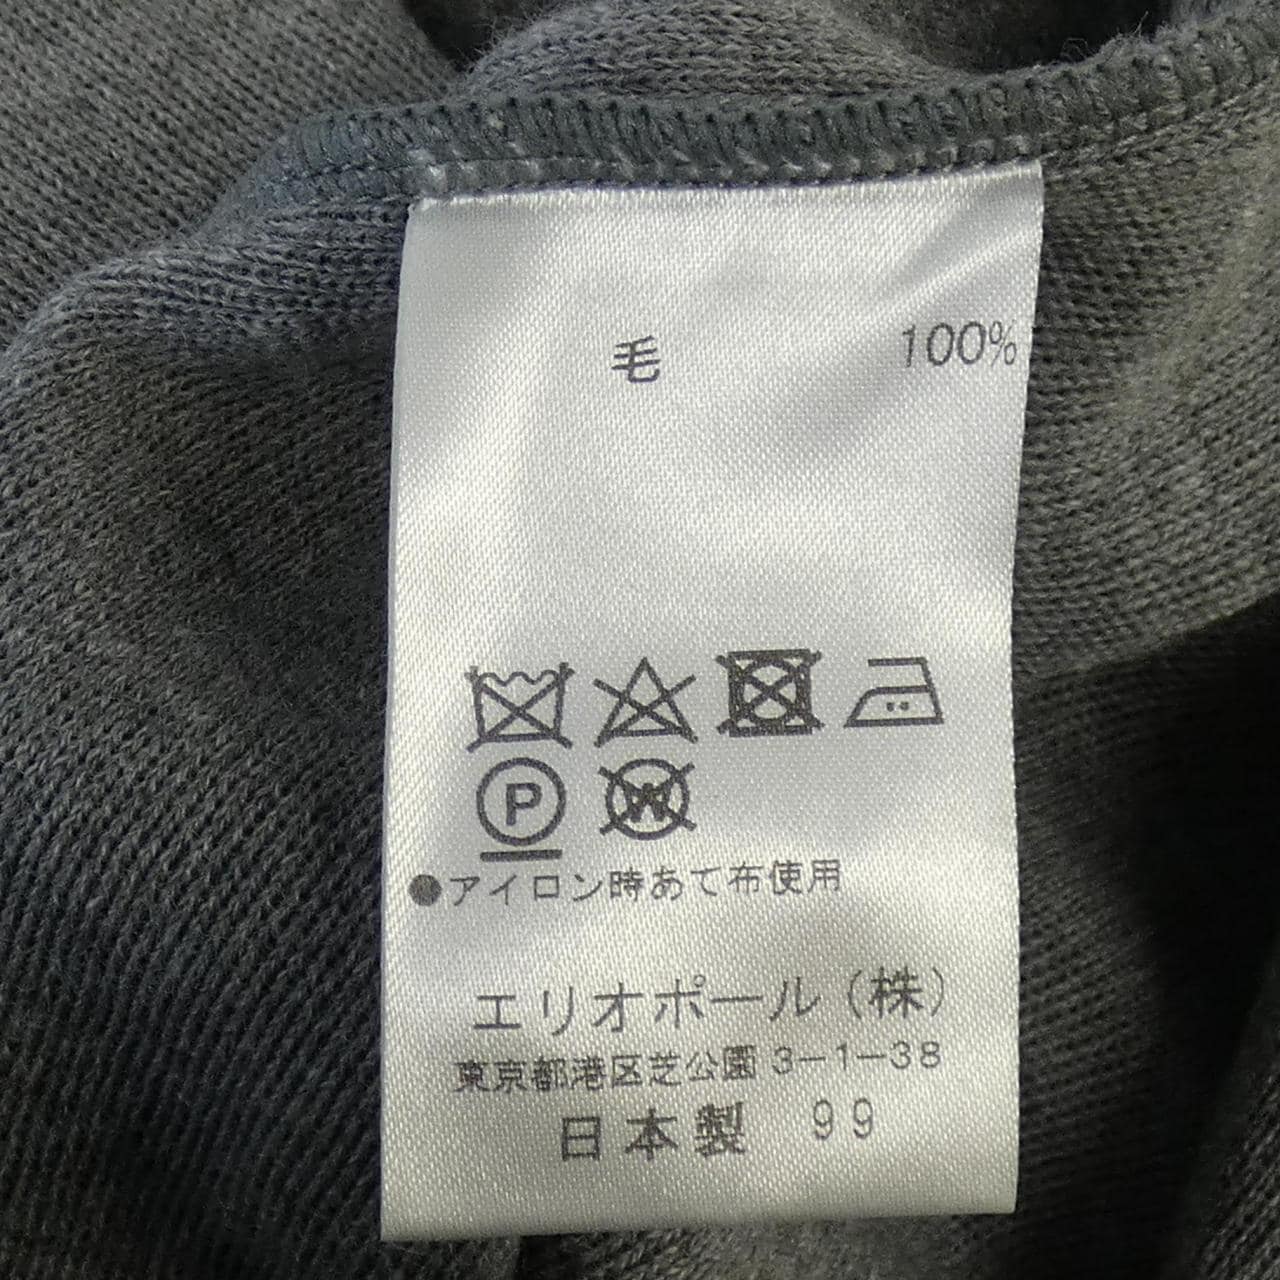 毛 100%
P W
●アイロン時あて布使用
エリオポール（株）
東京都港区芝公園3-1-38
日本製 99